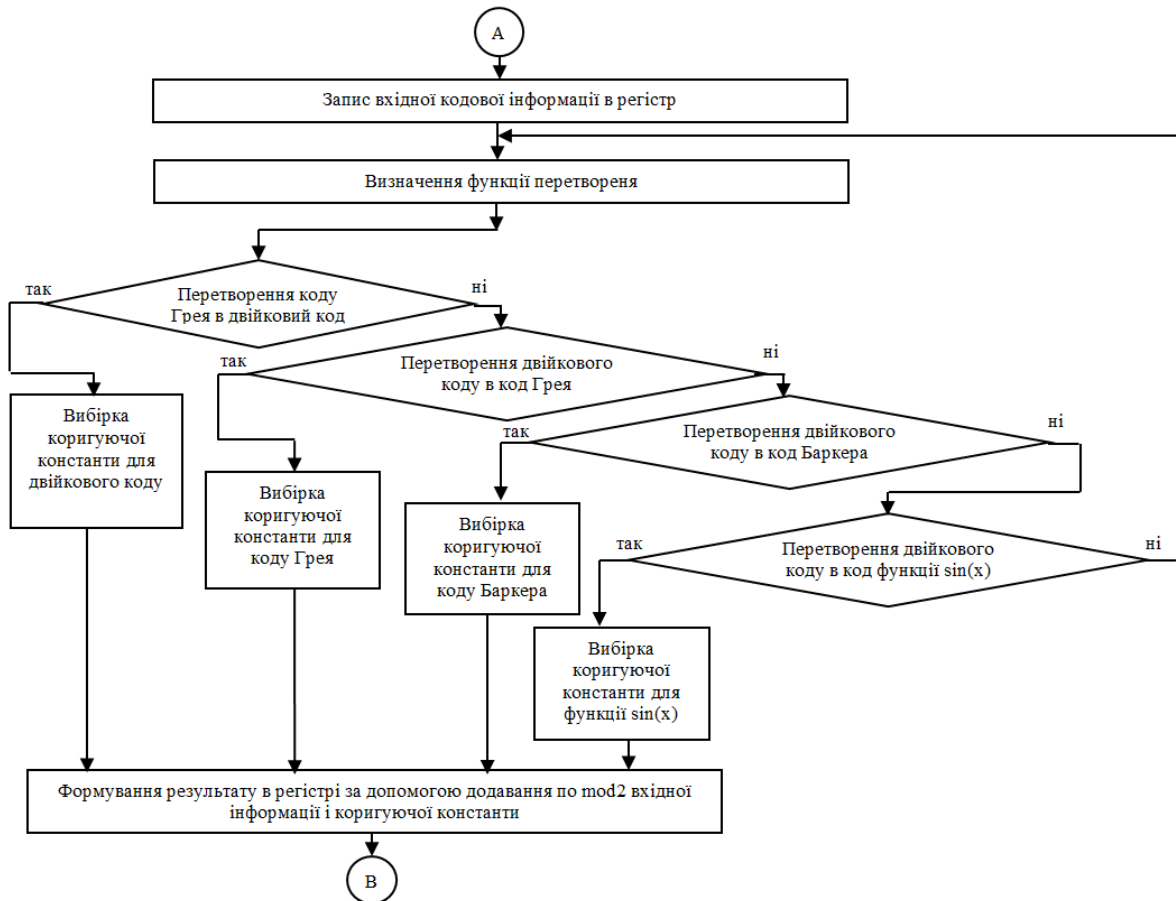 A
Запис вхідної кодової інформації в регістр
Визначення функції перетвореня
так
Перетворення коду
Грея в двійковий код
ні
так
Перетворення двійкового
коду в код Грея
ні
Вибірка
коригуючої
константи для
двійкового коду
так
Перетворення двійкового
коду в код Баркера
ні
Вибірка
коригуючої
константи для
коду Грея
Вибірка
коригуючої
константи для
коду Баркера
так
Перетворення двійкового
коду в код функції sin(x)
ні
Вибірка
коригуючої
константи для
функції sin(x)
Формування результату в регістрі за допомогою додавання по mod2 вхідної
інформації і коригуючої константи
B